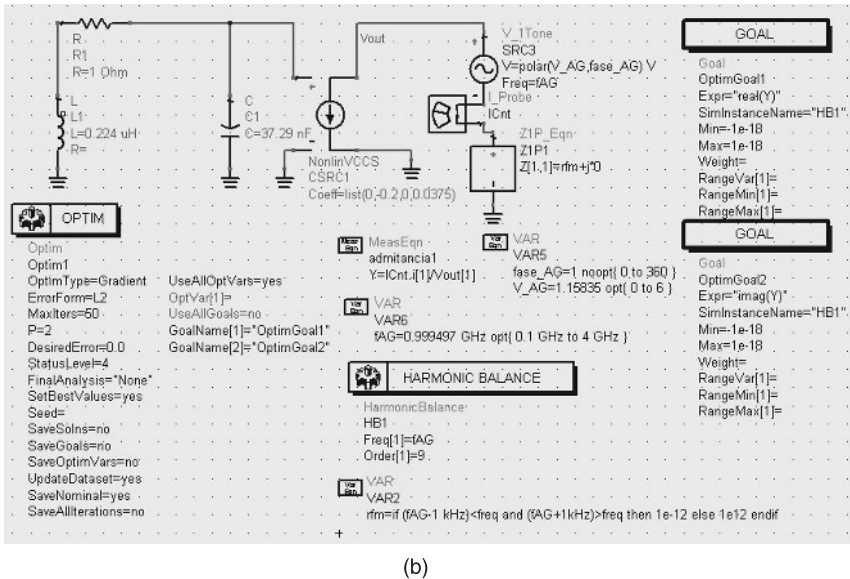 R
R1
R=1 Ohm
L
L1
L=0.224 uH
R=
C
C1
C=37.29 nF
Vout
NonlinVCCS
CSRC1
Coeff=list(0,-0.2,0,0.0375)
V_1Tone
SRC3
V=polar(V_AG,fase_AG) V
Freq=fAG
I_Probe
ICnt
Z1P_Eqn
Z1P1
Z[1,1]=rfm+j*0
GOAL
Goal
OptimGoal1
Expr="real(Y)"
SimInstanceName="HB1"
Min=-1e-18
Max=1e-18
Weight=
RangeVar[1]=
RangeMin[1]=
RangeMax[1]=
GOAL
Goal
OptimGoal2
Expr="imag(Y)"
SimInstanceName="HB1"
Min=-1e-18
Max=1e-18
Weight=
RangeVar[1]=
RangeMin[1]=
RangeMax[1]=
OPTIM
Optim
Optim1
OptimType=Gradient
ErrorForm=L2
MaxIters=50
P=2
DesiredError=0.0
StatusLevel=4
FinalAnalysis="None"
SetBestValues=yes
Seed=
SaveSolns=no
SaveGoals=no
SaveOptimVars=no
UpdateDataset=yes
SaveNominal=yes
SaveAllIterations=no
UseAllOptVars=yes
OptVar[1]=
UseAllGoals=no
GoalName[1]="OptimGoal1"
GoalName[2]="OptimGoal2"
Meas
Eqn
MeasEqn
admitancia1
Y=ICnt.i[1]/Vout[1]
Var
Eqn
VAR
VAR5
fase_AG=1 noopt{ 0 to 360 }
V_AG=1.15835 opt{ 0 to 6 }
Var
Eqn
VAR
VAR6
fAG=0.999497 GHz opt{ 0.1 GHz to 4 GHz }
HARMONIC BALANCE
HarmonicBalance
HB1
Freq[1]=fAG
Order[1]=9
Var
Eqn
VAR
VAR2
rfm=if (fAG-1 kHz)<freq and (fAG+1kHz)>freq then 1e-12 else 1e12 endif
(b)